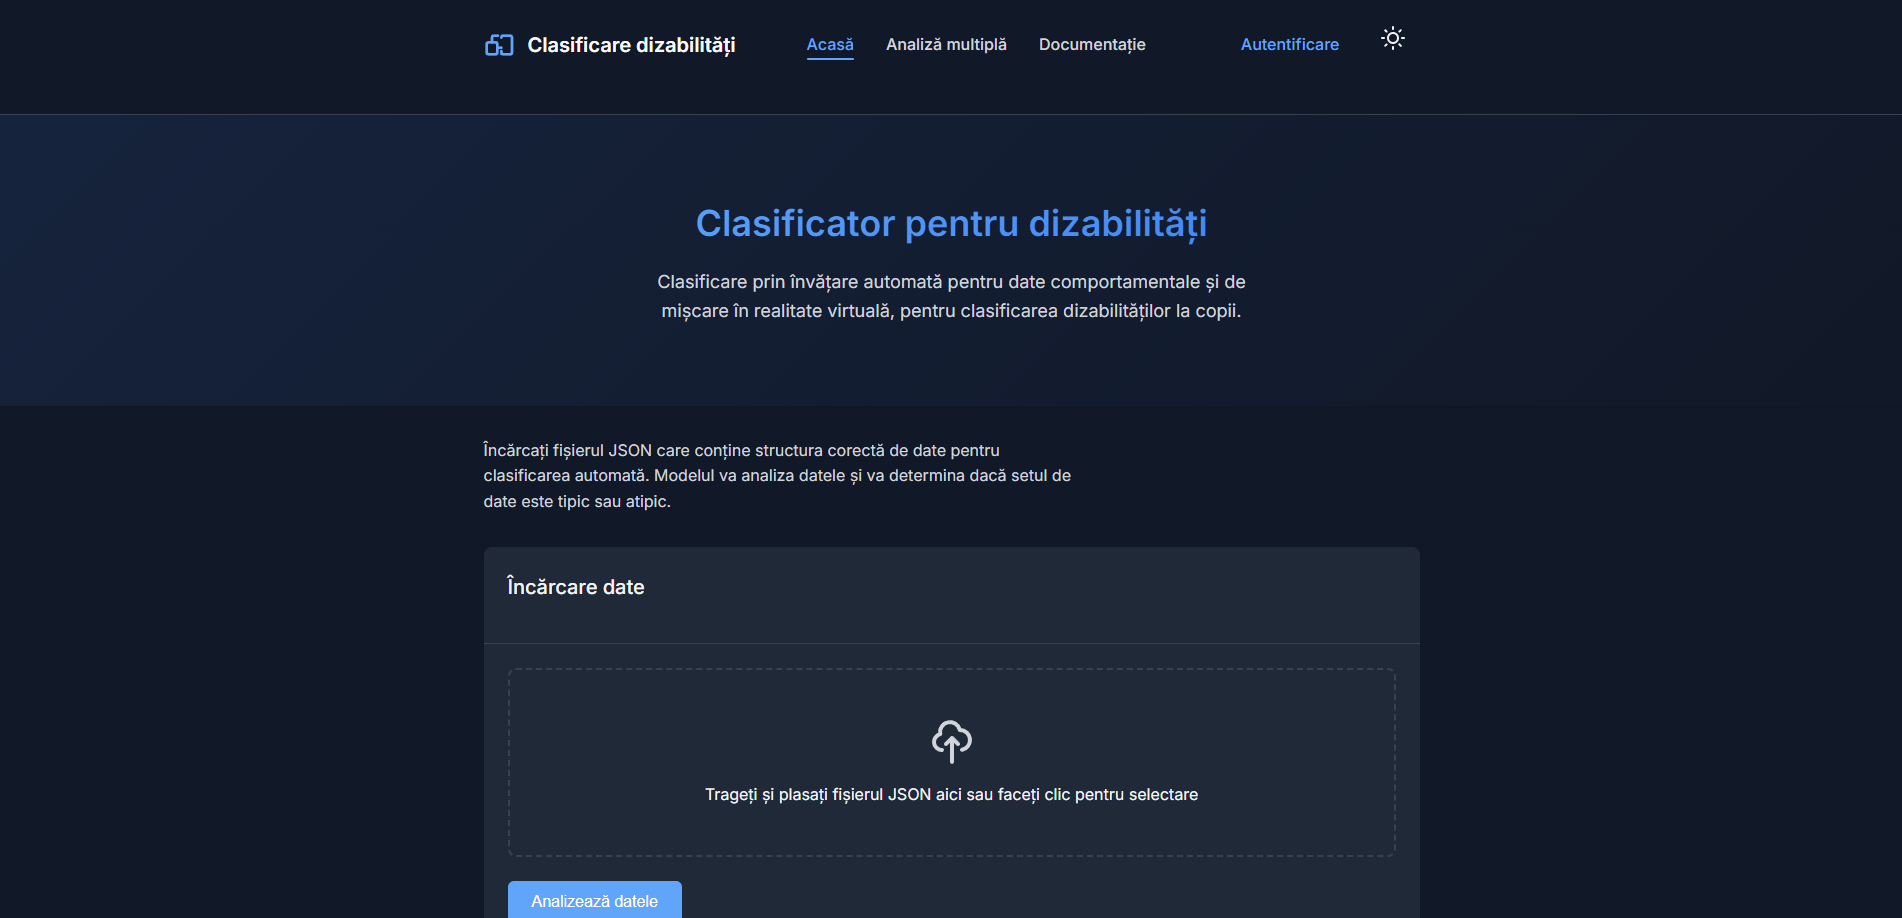 Clasificare dizabilități
Acasă
Analiză multiplă
Documentație
Autentificare
Clasificator pentru dizabilități
Clasificare prin învățare automată pentru date comportamentale și de
mișcare în realitate virtuală, pentru clasificarea dizabilităților la copii.
Încărcați fișierul JSON care conține structura corectă de date pentru
clasificarea automată. Modelul va analiza datele și va determina dacă setul de
date este tipic sau atipic.
Încărcare date
Trageți și plasați fișierul JSON aici sau faceți clic pentru selectare
Analizează datele